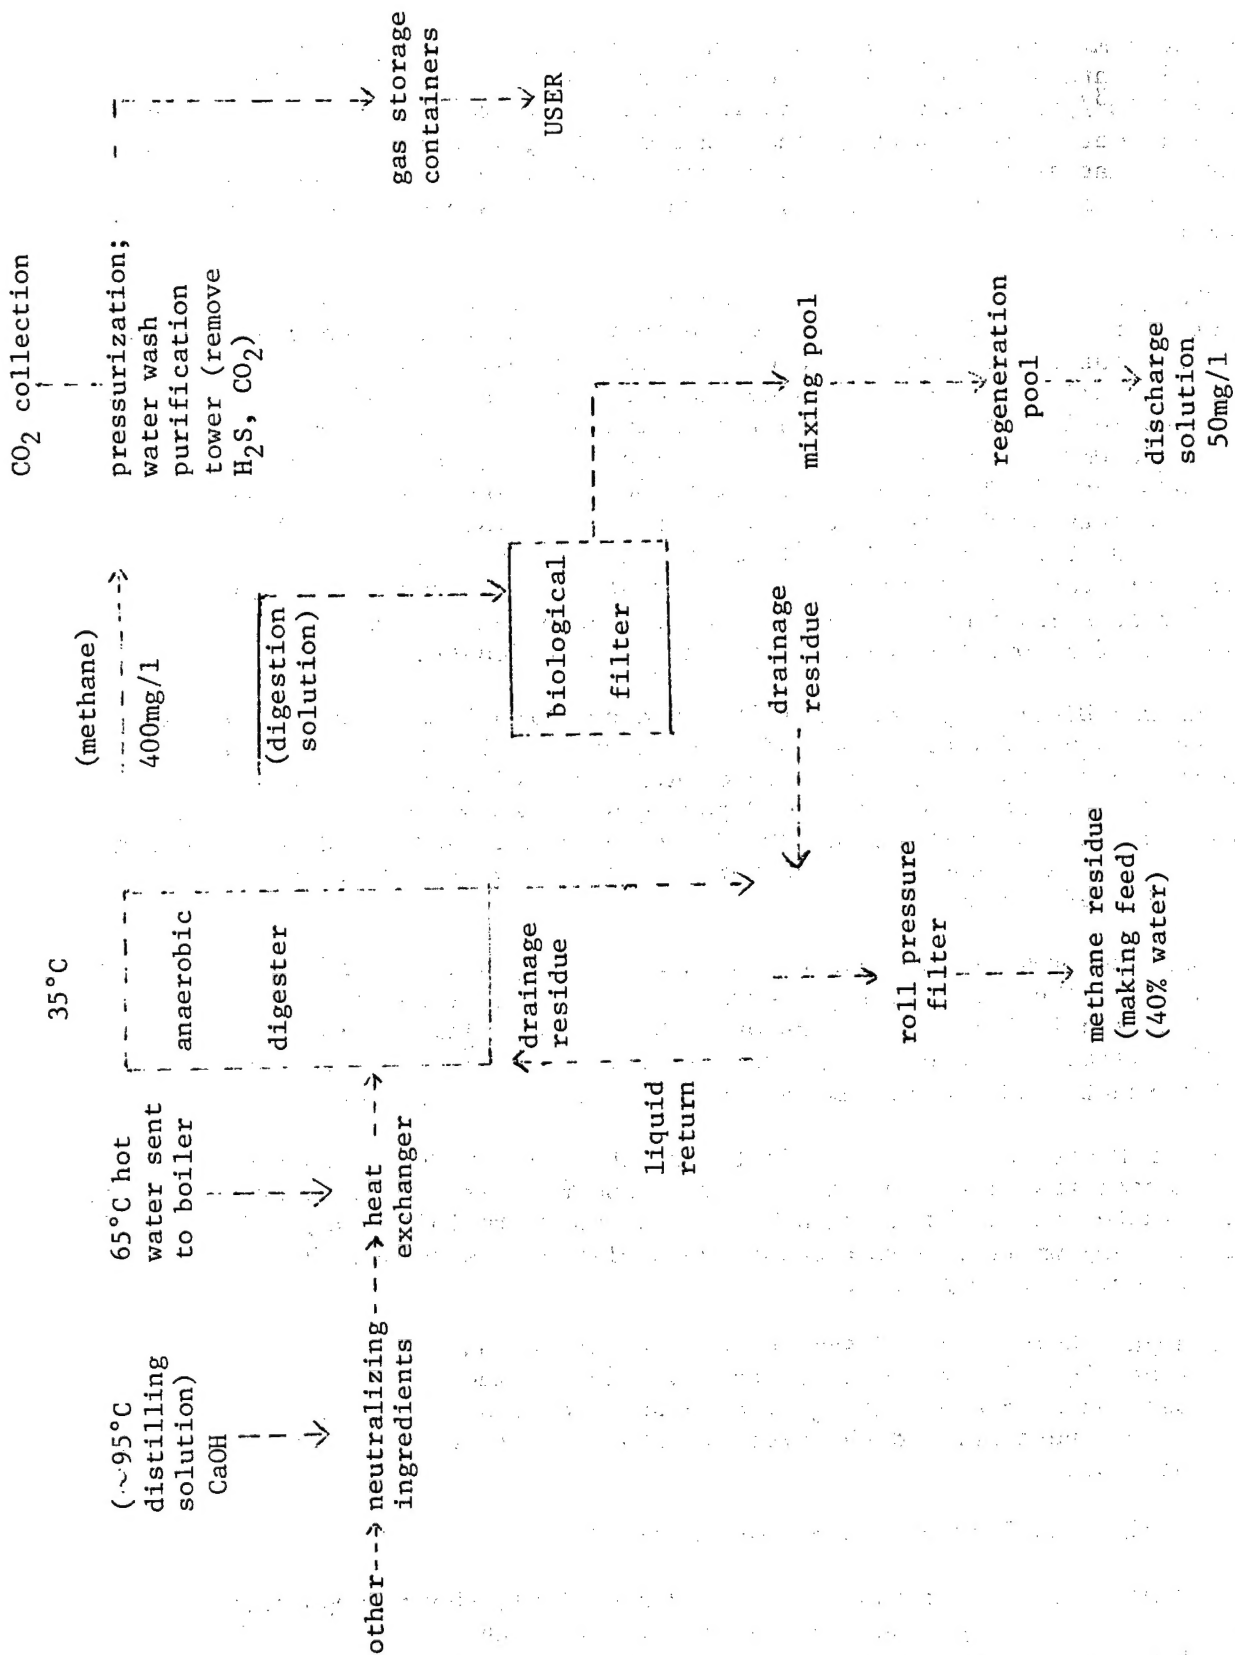 (~95°C
distilling
solution)
CaOH
other-->neutralizing--->heat --->
ingredients
exchanger
65°C hot
water sent
to boiler
35°C
anaerobic
digester
drainage
residue
liquid
return
roll pressure
filter
methane residue
(making feed)
(40% water)
(methane)
400mg/l
(digestion
solution)
biological
filter
drainage
residue
CO2 collection
pressurization;
water wash
purification
tower (remove
H2S, CO2)
mixing pool
regeneration
pool
discharge
solution
50mg/l
gas storage
containers
USER